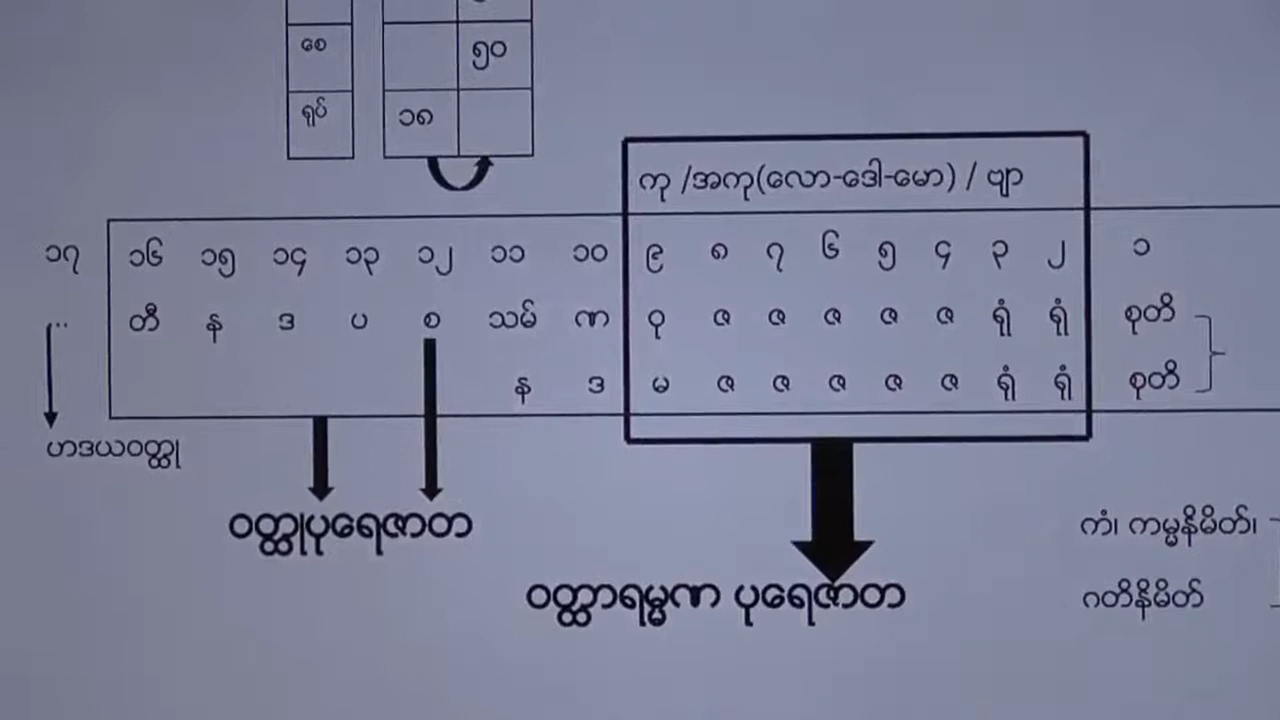 စေ ၅၀
ရုပ် ၁၈
ကု /အကု(လော-ဒေါ-မော) / ဗျာ
၁၇ ၁၆ ၁၅ ၁၄ ၁၃ ၁၂ ၁၁ ၁၀ ၉ ၈ ၇ ၆ ၅ ၄ ၃ ၂ ၁
တီ န ဒ ပ စ သမ် ဏ ဝု ဇ ဇ ဇ ဇ ဇ ရုံ ရုံ စုတိ
န ဒ မ ဇ ဇ ဇ ဇ ဇ ရုံ ရုံ စုတိ
ဟဒယဝတ္ထု
ဝတ္ထုပုရေဇာတ
ကံ၊ ကမ္မနိမိတ်၊
ဝတ္ထာရမ္မဏ ပုရေဇာတ
ဂတိနိမိတ်